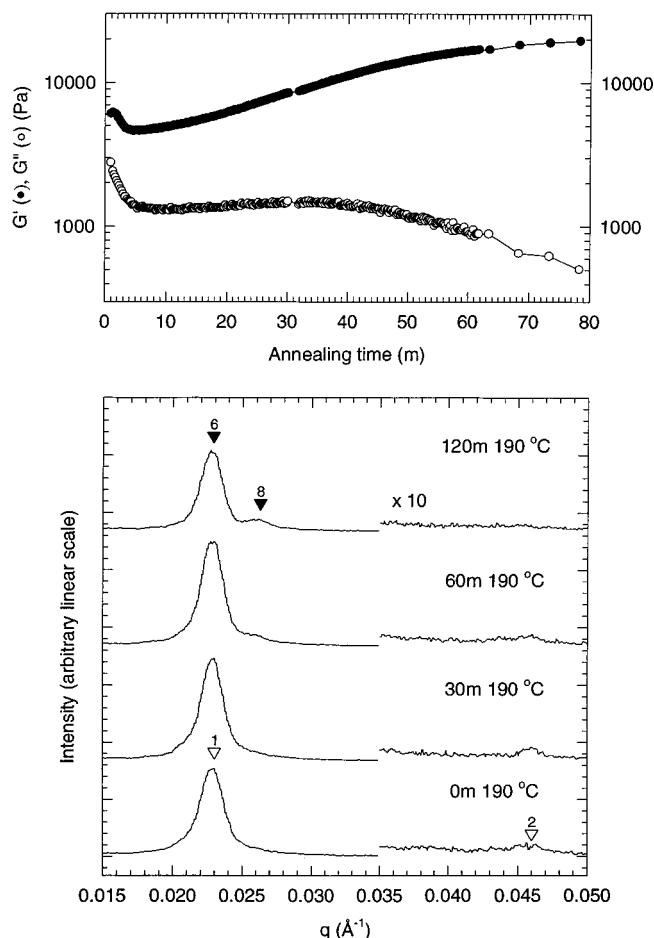 10000
10000
1000
1000
G' (●), G" (○) (Pa)
0 10 20 30 40 50 60 70 80
Annealing time (m)
6
8
120m 190 °C
x 10
60m 190 °C
30m 190 °C
1
0m 190 °C
2
Intensity (arbitrary linear scale)
0.015 0.020 0.025 0.030 0.035 0.040 0.045 0.050
q (Å⁻¹)